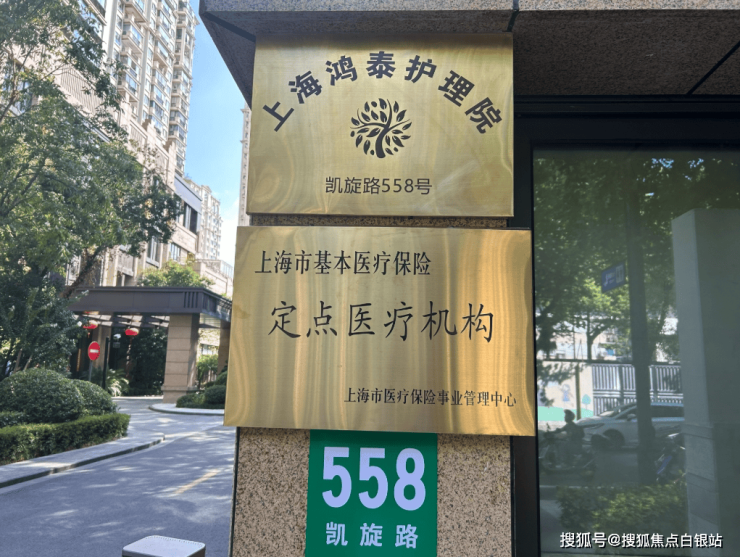 上海鸿泰护理院
凯旋路558号
上海市基本医疗保险
定点医疗机构
上海市医疗保险事业管理中心
558
凯旋路
搜狐号@搜狐焦点白银站